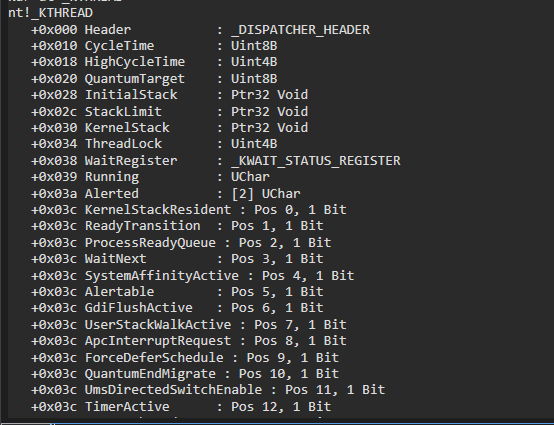 nt!_KTHREAD
+0x000 Header : _DISPATCHER_HEADER
+0x010 CycleTime : Uint8B
+0x018 HighCycleTime : Uint4B
+0x020 QuantumTarget : Uint8B
+0x028 InitialStack : Ptr32 Void
+0x02c StackLimit : Ptr32 Void
+0x030 KernelStack : Ptr32 Void
+0x034 ThreadLock : Uint4B
+0x038 WaitRegister : _KWAIT_STATUS_REGISTER
+0x039 Running : UChar
+0x03a Alerted : [2] UChar
+0x03c KernelStackResident : Pos 0, 1 Bit
+0x03c ReadyTransition : Pos 1, 1 Bit
+0x03c ProcessReadyQueue : Pos 2, 1 Bit
+0x03c WaitNext : Pos 3, 1 Bit
+0x03c SystemAffinityActive : Pos 4, 1 Bit
+0x03c Alertable : Pos 5, 1 Bit
+0x03c GdiFlushActive : Pos 6, 1 Bit
+0x03c UserStackWalkActive : Pos 7, 1 Bit
+0x03c ApcInterruptRequest : Pos 8, 1 Bit
+0x03c ForceDeferSchedule : Pos 9, 1 Bit
+0x03c QuantumEndMigrate : Pos 10, 1 Bit
+0x03c UmsDirectedSwitchEnable : Pos 11, 1 Bit
+0x03c TimerActive : Pos 12, 1 Bit